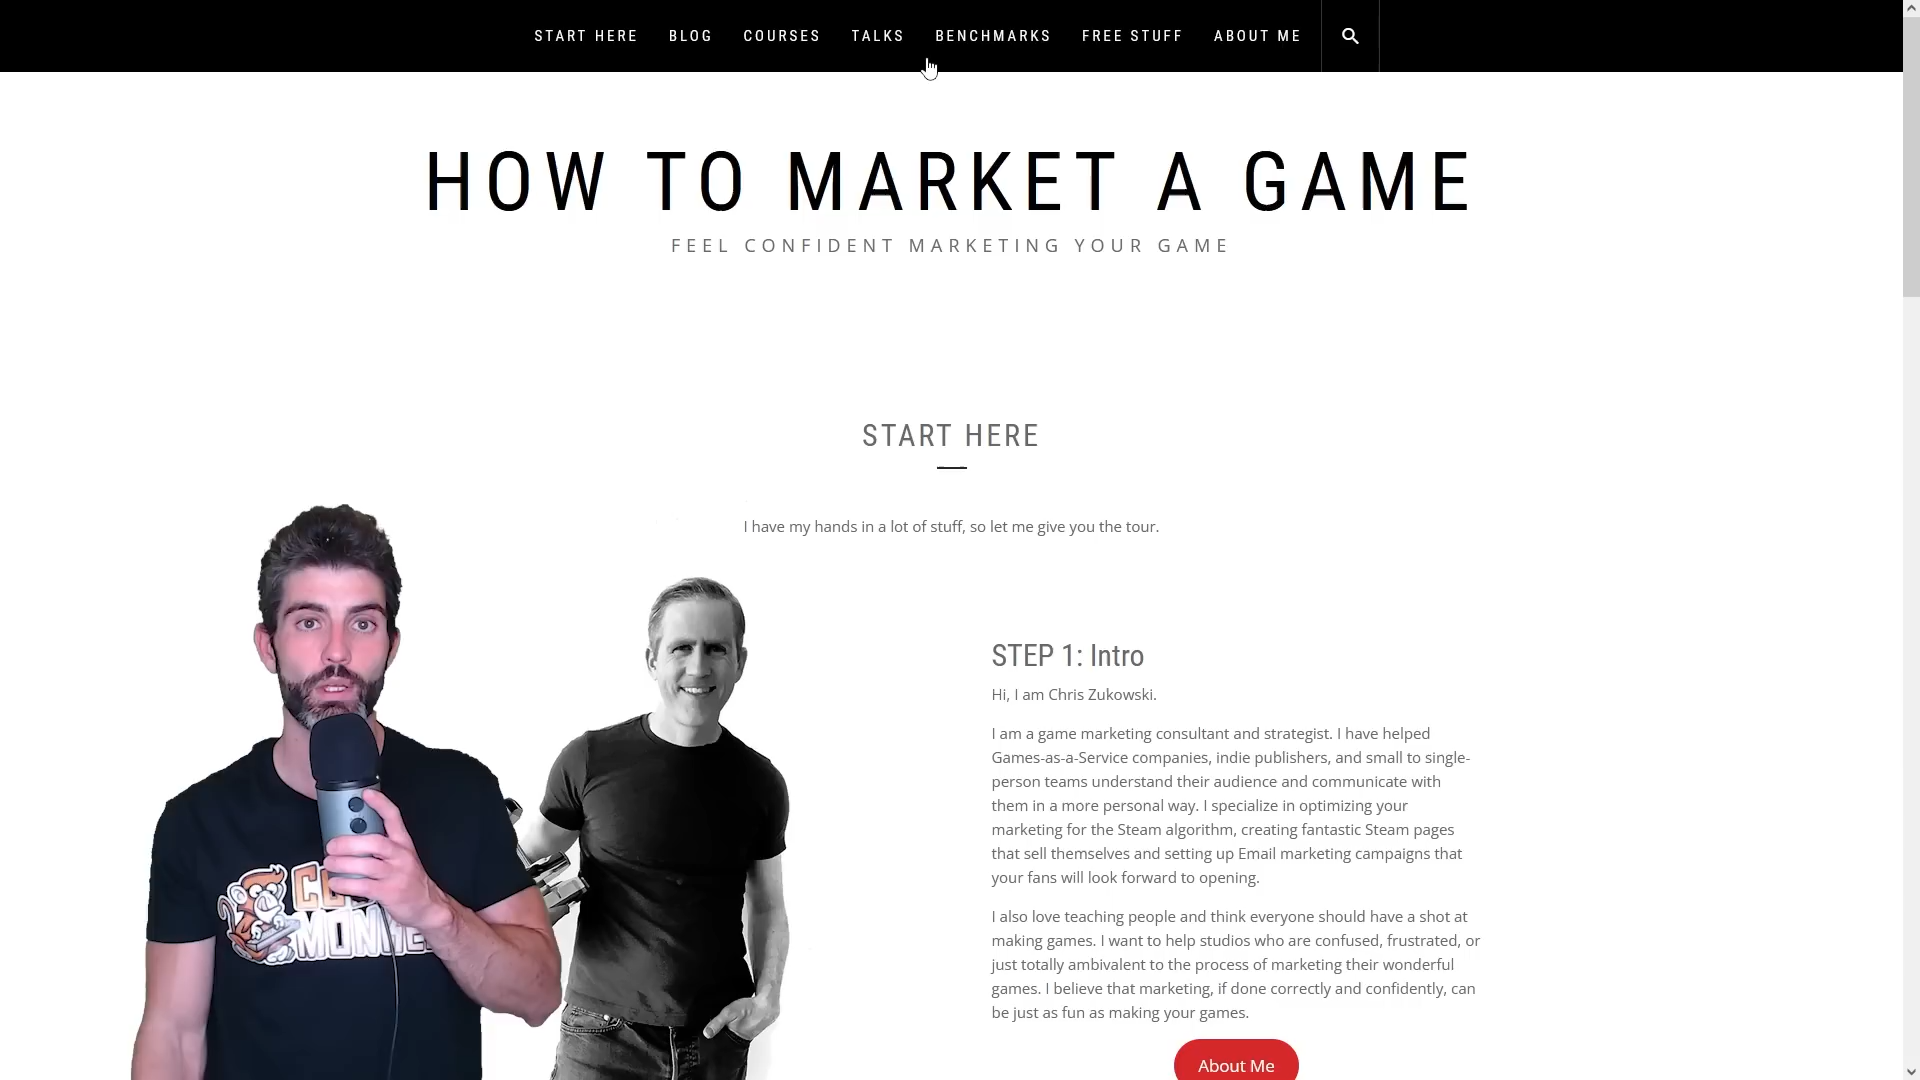 START HERE BLOG COURSES TALKS BENCHMARKS FREE STUFF ABOUT ME
HOW TO MARKET A GAME
FEEL CONFIDENT MARKETING YOUR GAME
START HERE
I have my hands in a lot of stuff, so let me give you the tour.
STEP 1: Intro
Hi, I am Chris Zukowski.
I am a game marketing consultant and strategist. I have helped
Games-as-a-Service companies, indie publishers, and small to single-
person teams understand their audience and communicate with
them in a more personal way. I specialize in optimizing your
marketing for the Steam algorithm, creating fantastic Steam pages
that sell themselves and setting up Email marketing campaigns that
your fans will look forward to opening.
I also love teaching people and think everyone should have a shot at
making games. I want to help studios who are confused, frustrated, or
just totally ambivalent to the process of marketing their wonderful
games. I believe that marketing, if done correctly and confidently, can
be just as fun as making your games.
About Me